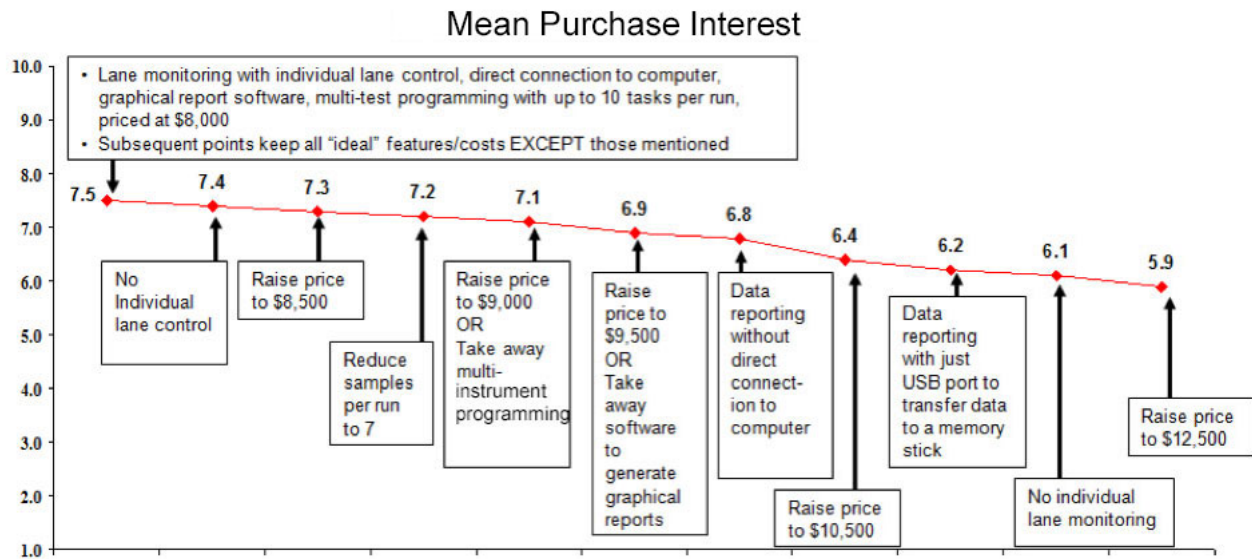 Mean Purchase Interest
10.0
9.0
8.0
7.0
6.0
5.0
4.0
3.0
2.0
1.0
• Lane monitoring with individual lane control, direct connection to computer,
graphical report software, multi-test programming with up to 10 tasks per run,
priced at $8,000
• Subsequent points keep all “ideal” features/costs EXCEPT those mentioned
7.5
7.4
7.3
7.2
7.1
6.9
6.8
6.4
6.2
6.1
5.9
No
Individual
lane control
Raise price
to $8,500
Reduce
samples
per run
to 7
Raise price
to $9,000
OR
Take away
multi-
instrument
programming
Raise
price to
$9,500
OR
Take
away
software
to
generate
graphical
reports
Data
reporting
without
direct
connect-
ion to
computer
Raise price
to $10,500
Data
reporting
with just
USB port to
transfer data
to a memory
stick
No individual
lane monitoring
Raise price
to $12,500